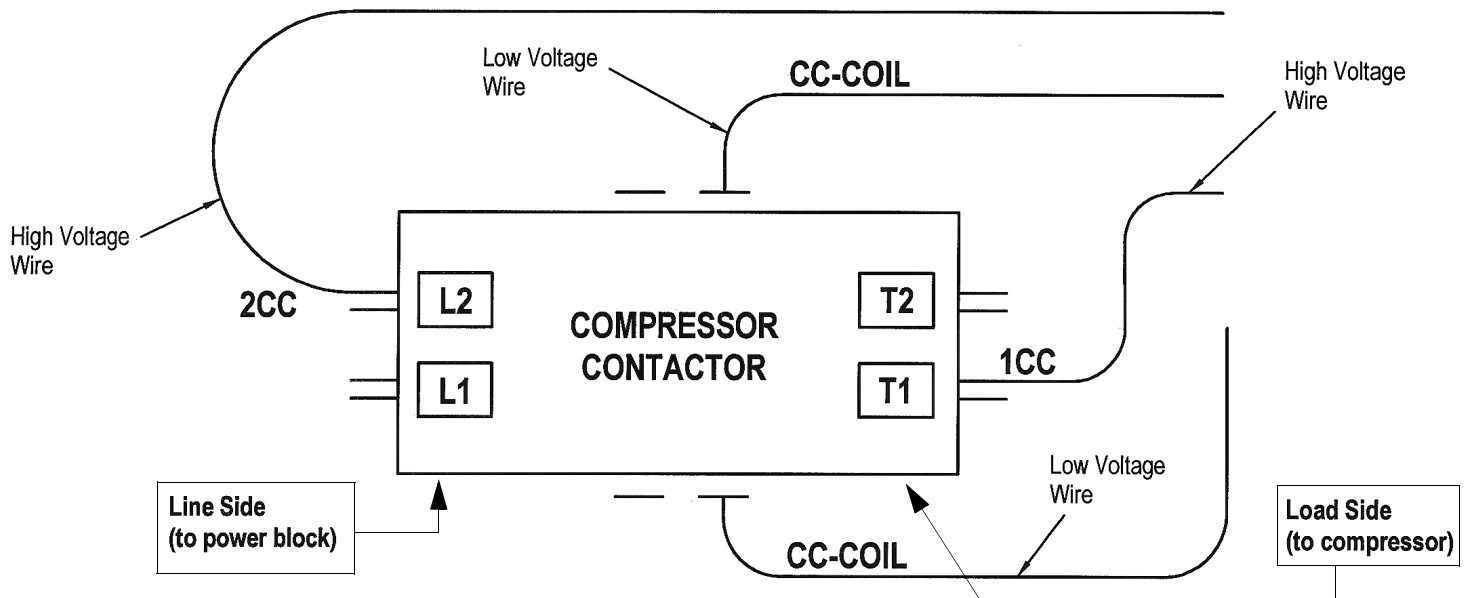 Low Voltage
Wire
CC-COIL
High Voltage
Wire
High Voltage
Wire
2CC
L2
T2
COMPRESSOR
CONTACTOR
1CC
L1
T1
Low Voltage
Wire
Line Side
(to power block)
Load Side
(to compressor)
CC-COIL